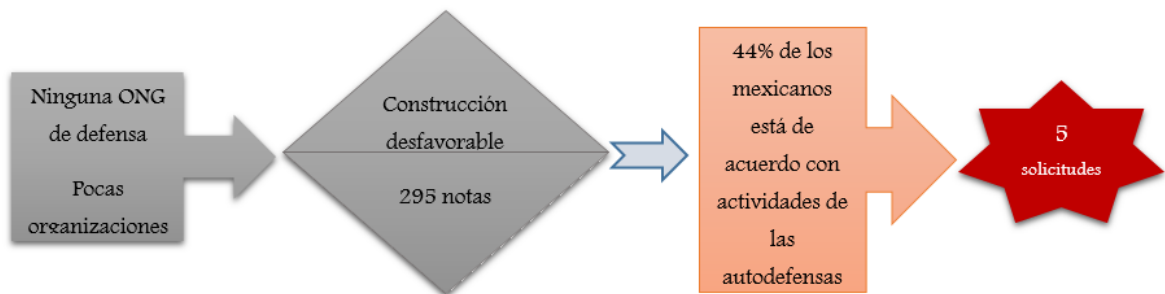 Ninguna ONG
de defensa
Pocas
organizaciones
Construcción
desfavorable
295 notas
44% de los
mexicanos
está de
acuerdo con
actividades de
las
autodefensas
5
solicitudes